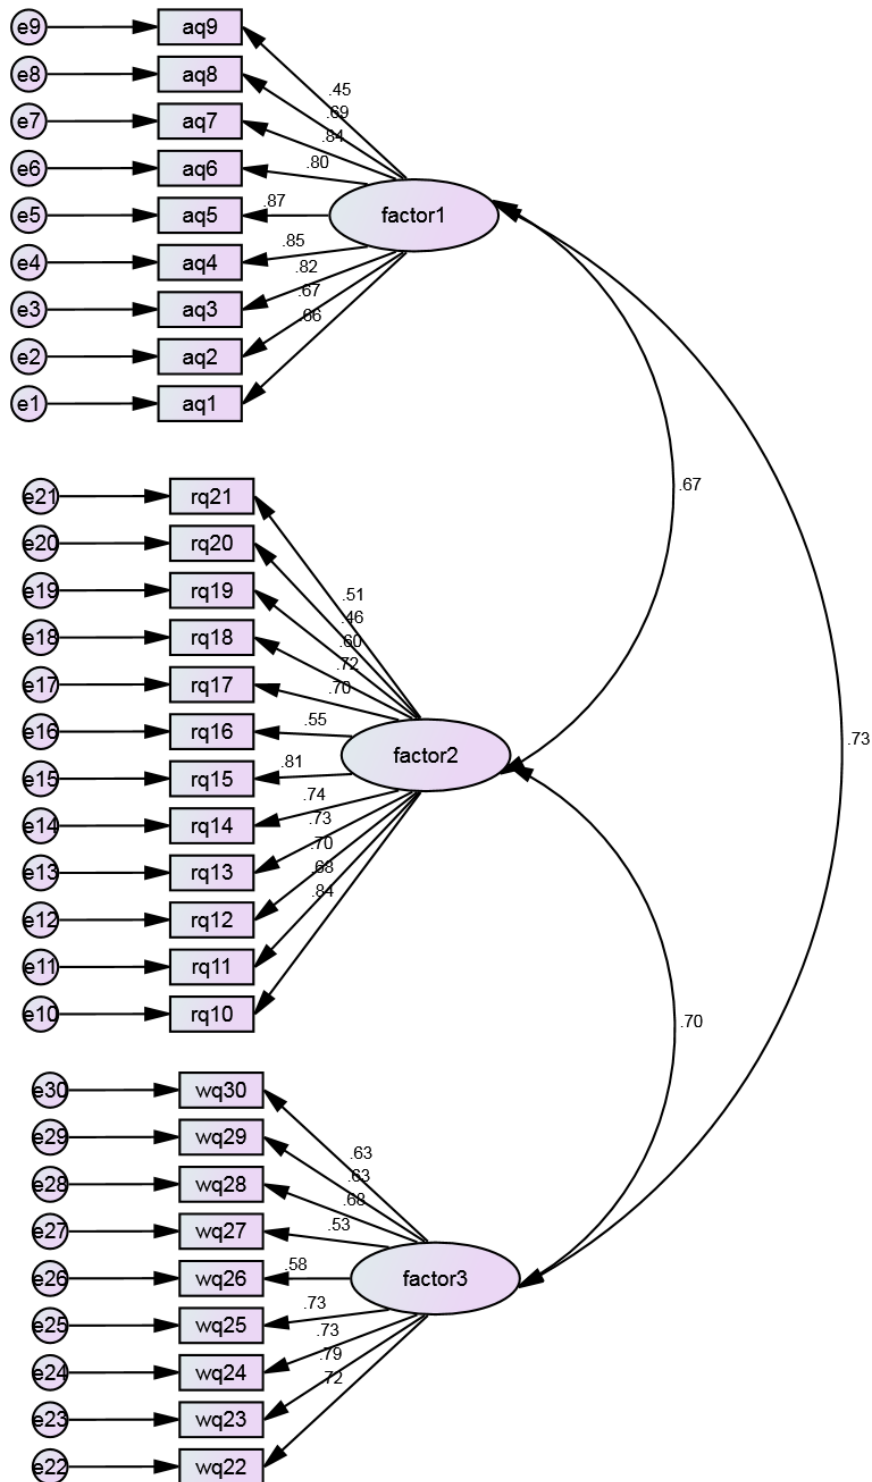 e9 aq9
.45
e8 aq8
.69
e7 aq7
.84
e6 aq6
.80
e5 aq5
.87
factor1
e4 aq4
.85
e3 aq3
.82
e2 aq2
.67
e1 aq1
.67
e21 rq21
e20 rq20
e19 rq19
.51
e18 rq18
.46
.60
.72
e17 rq17
.70
e16 rq16
.55
factor2
.73
e15 rq15
.81
e14 rq14
.74
e13 rq13
.73
.70
e12 rq12
.68
.84
e11 rq11
e10 rq10
.70
e30 wq30
e29 wq29
.63
e28 wq28
.63
.68
e27 wq27
.53
e26 wq26
.58
factor3
e25 wq25
.73
e24 wq24
.73
e23 wq23
.79
.72
e22 wq22